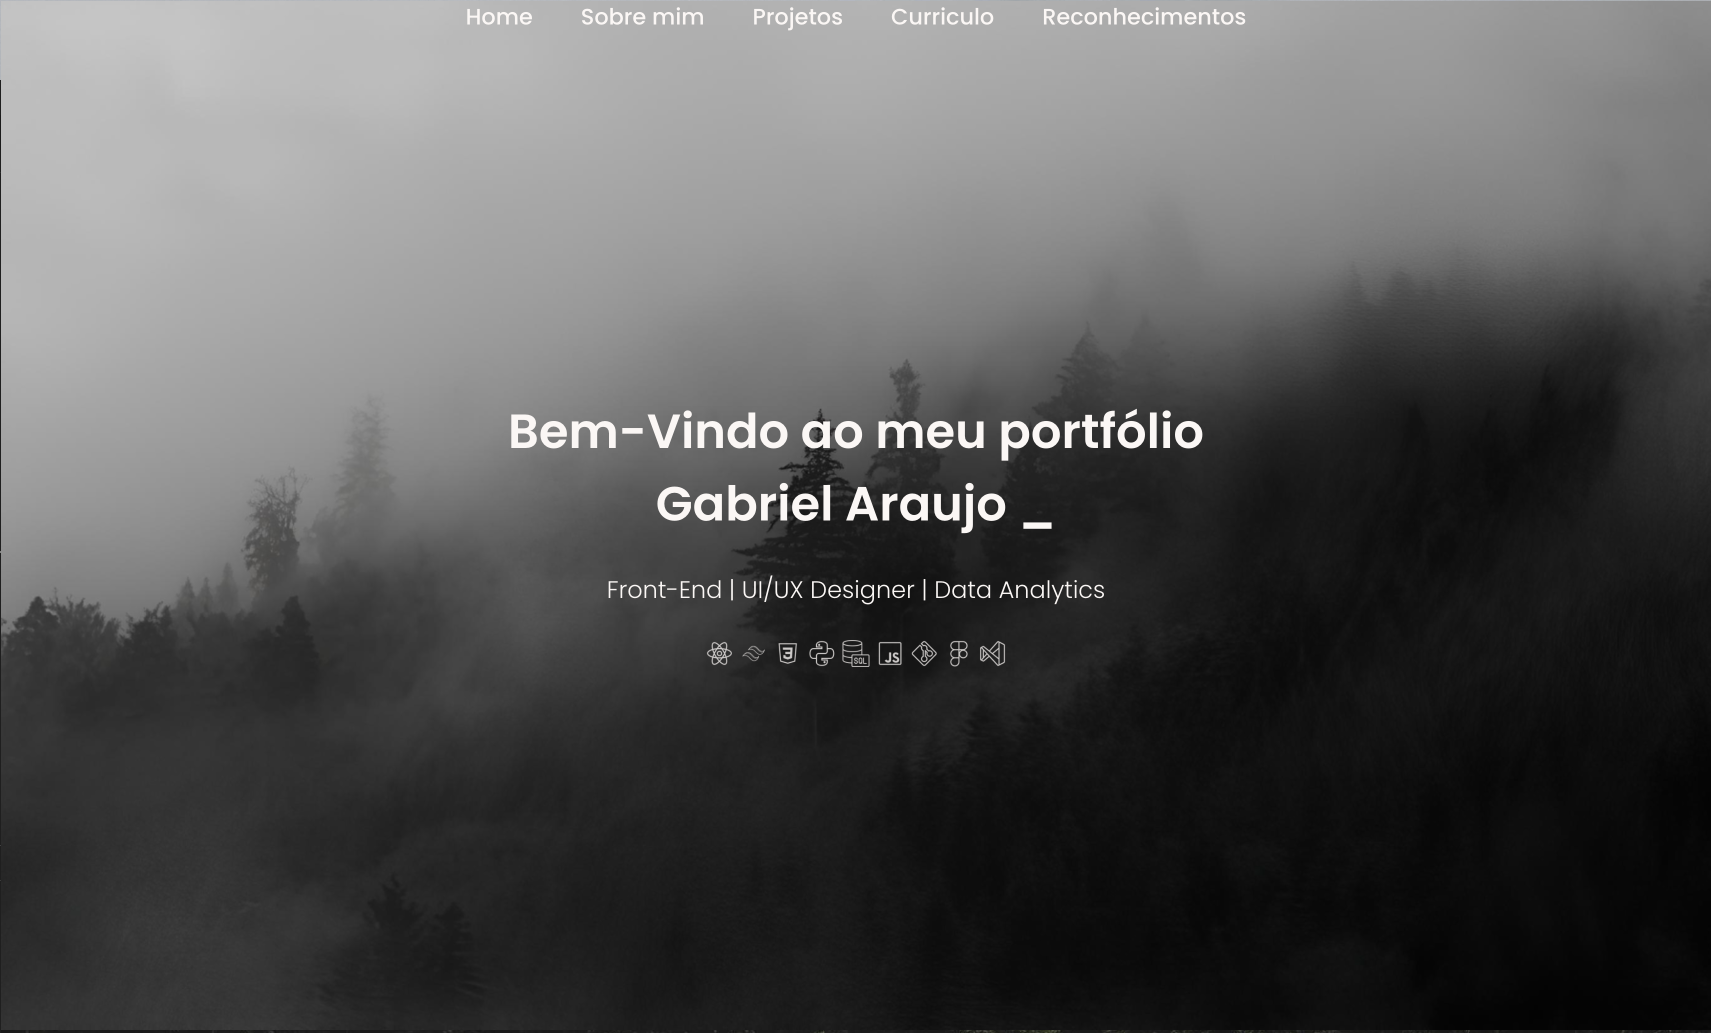 Home Sobre mim Projetos Curriculo Reconhecimentos
Bem-Vindo ao meu portfólio
Gabriel Araujo _
Front-End | UI/UX Designer | Data Analytics
3 SQL JS